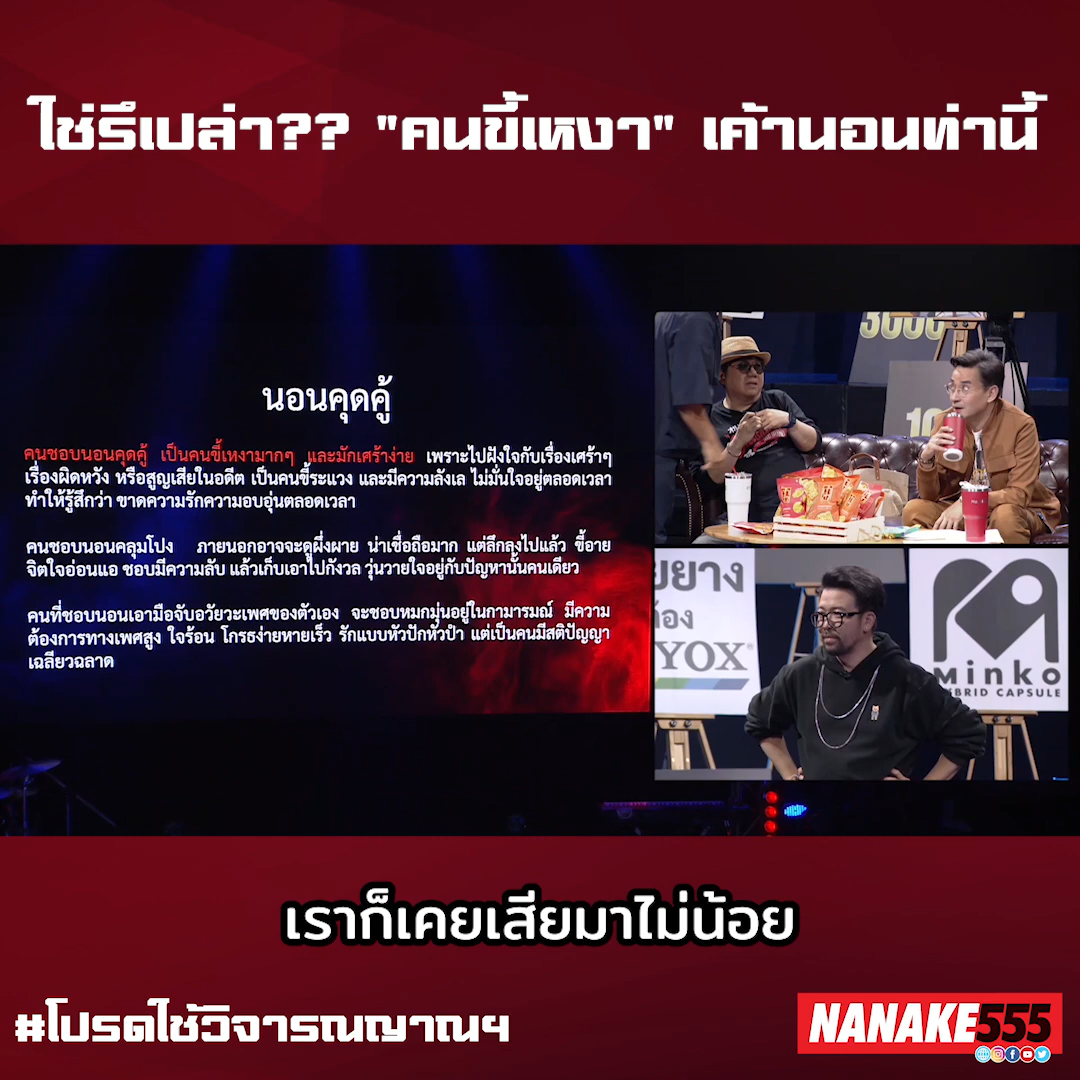 ใช่รึเปล่า?? "คนขี้เหงา" เค้านอนท่านี้
นอนคุดคู้
คนชอบนอนคุดคู้ เป็นคนขี้เหงามากๆ และมักเศร้าง่าย เพราะไปฝังใจกับเรื่องเศร้าๆ
เรื่องผิดหวัง หรือสูญเสียในอดีต เป็นคนขี้ระแวง และมีความลังเล ไม่มั่นใจอยู่ตลอดเวลา
ทำให้รู้สึกว่า ขาดความรักความอบอุ่นตลอดเวลา
คนชอบนอนคลุมโปง ภายนอกอาจจะดูผึ่งผาย น่าเชื่อถือมาก แต่ลึกลงไปแล้ว ขี้อาย
จิตใจอ่อนแอ ชอบมีความลับ แล้วเก็บเอาไปกังวล วุ่นวายใจอยู่กับปัญหานั้นคนเดียว
คนที่ชอบนอนเอามือจับอวัยวะเพศของตัวเอง จะชอบหมกมุ่นอยู่ในกามารมณ์ มีความ
ต้องการทางเพศสูง ใจร้อน โกรธง่ายหายเร็ว รักแบบหัวปักหัวปำ แต่เป็นคนมีสติปัญญา
เฉลียวฉลาด
3000
10
ยยาง
ต้อง
YOX®
Minko
BRID CAPSULE
เราก็เคยเสียมาไม่น้อย
#โปรดใช้วิจารณญาณฯ
NANAKE555